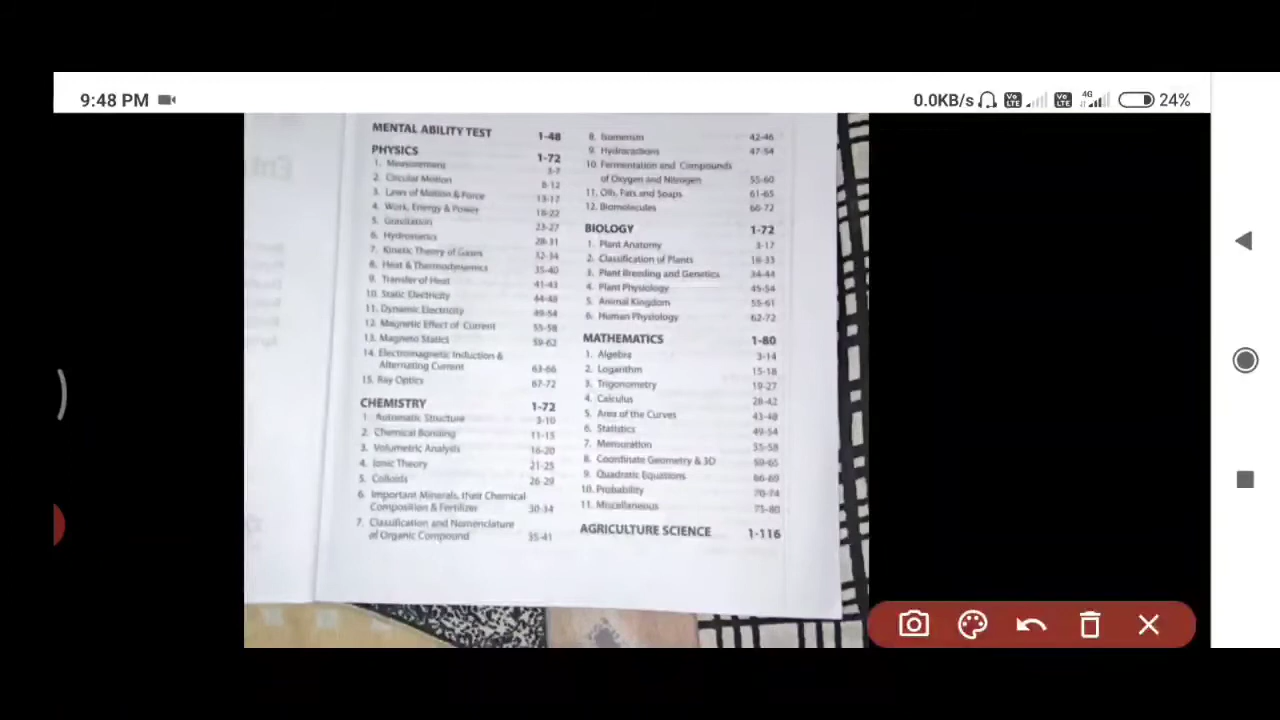 9:48 PM
0.0KB/s
Vo LTE
Vo LTE
4G
24%
MENTAL ABILITY TEST 1-48
PHYSICS 1-72
1. Measurement 3-7
2. Circular Motion 8-12
3. Laws of Motion & Force 13-17
4. Work, Energy & Power 18-22
5. Gravitation 23-27
6. Hydrostatics 28-31
7. Kinetic Theory of Gases 32-34
8. Heat & Thermodynamics 35-40
9. Transfer of Heat 41-43
10. Static Electricity 44-48
11. Dynamic Electricity 49-54
12. Magnetic Effect of Current 55-58
13. Magneto Statics 59-62
14. Electromagnetic Induction &
Alternating Current 63-66
15. Ray Optics 67-72
CHEMISTRY 1-72
1. Automatic Structure 3-10
2. Chemical Bonding 11-15
3. Volumetric Analysis 16-20
4. Ionic Theory 21-25
5. Colloids 26-29
6. Important Minerals, their Chemical
Composition & Fertilizer 30-34
7. Classification and Nomenclature
of Organic Compound 35-41
8. Isomerism 42-46
9. Hydrocarbons 47-54
10. Fermentation and Compounds
of Oxygen and Nitrogen 55-60
11. Oils, Fats and Soaps 61-65
12. Biomolecules 66-72
BIOLOGY 1-72
1. Plant Anatomy 3-17
2. Classification of Plants 18-33
3. Plant Breeding and Genetics 34-44
4. Plant Physiology 45-54
5. Animal Kingdom 55-61
6. Human Physiology 62-72
MATHEMATICS 1-80
1. Algebra 3-14
2. Logarithm 15-18
3. Trigonometry 19-27
4. Calculus 28-42
5. Area of the Curves 43-48
6. Statistics 49-54
7. Mensuration 55-58
8. Coordinate Geometry & 3D 59-65
9. Quadratic Equations 66-69
10. Probability 70-74
11. Miscellaneous 75-80
AGRICULTURE SCIENCE 1-116